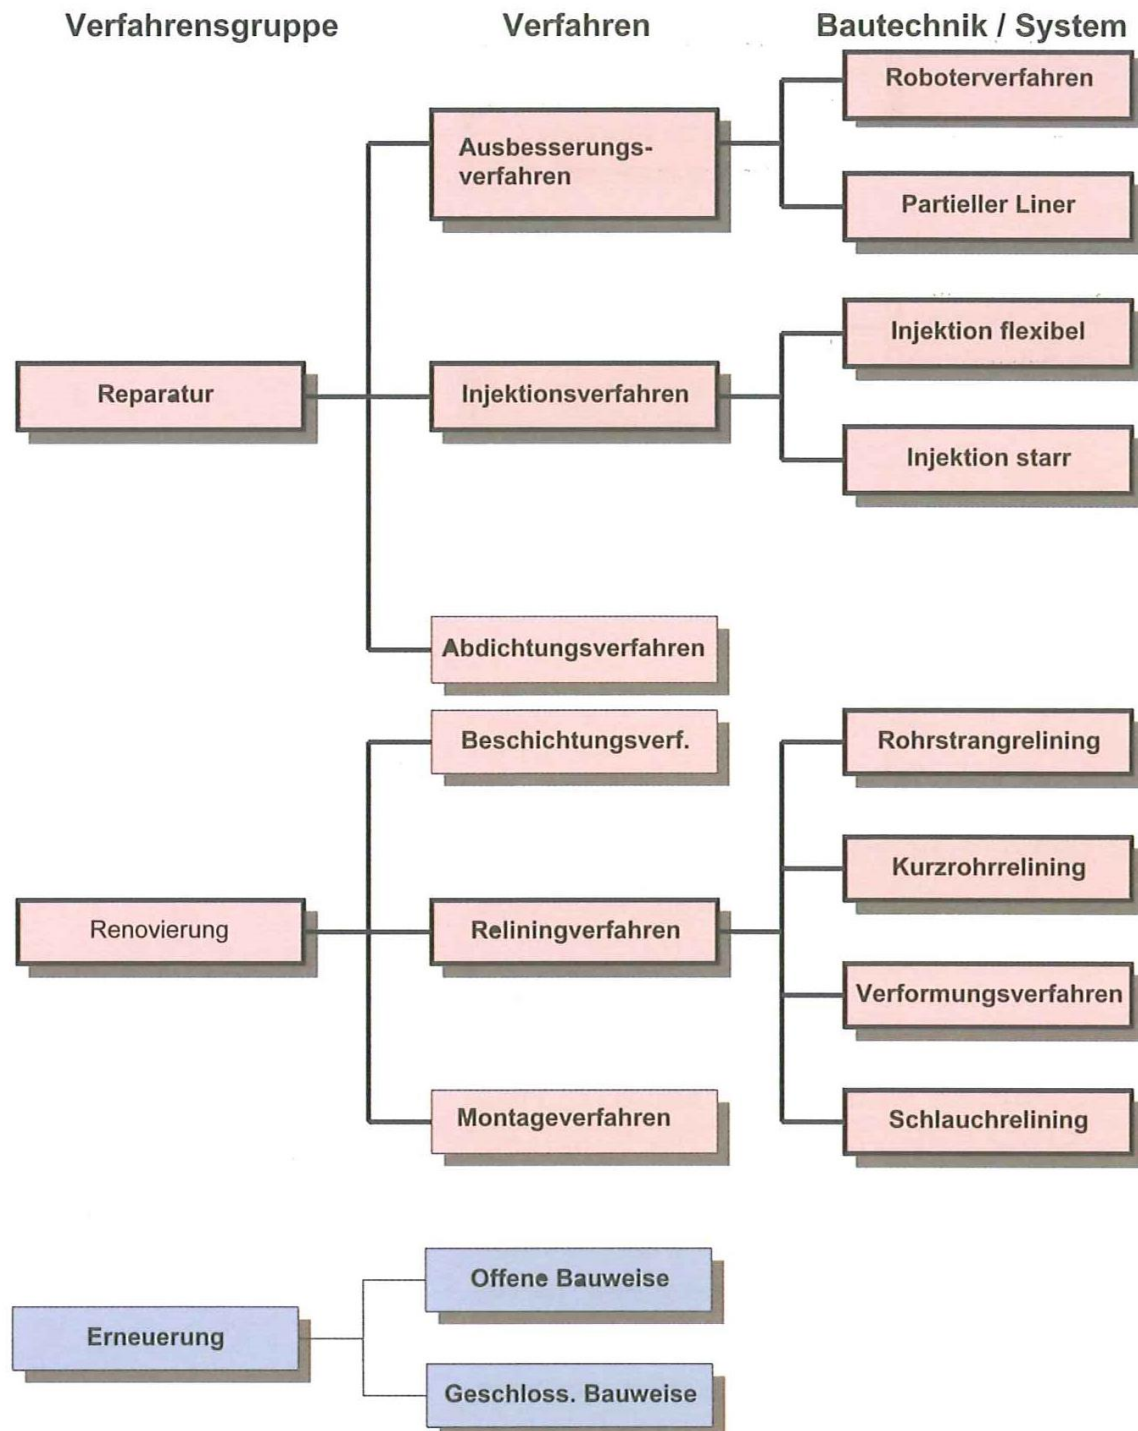 Verfahrensgruppe Verfahren Bautechnik / System
Roboterverfahren
Ausbesserungs-
verfahren
Partieller Liner
Injektion flexibel
Reparatur Injektionsverfahren
Injektion starr
Abdichtungsverfahren
Beschichtungsverf. Rohrstrangrelining
Kurzrohrrelining
Renovierung Reliningverfahren
Verformungsverfahren
Montageverfahren Schlauchrelining
Offene Bauweise
Erneuerung
Geschloss. Bauweise